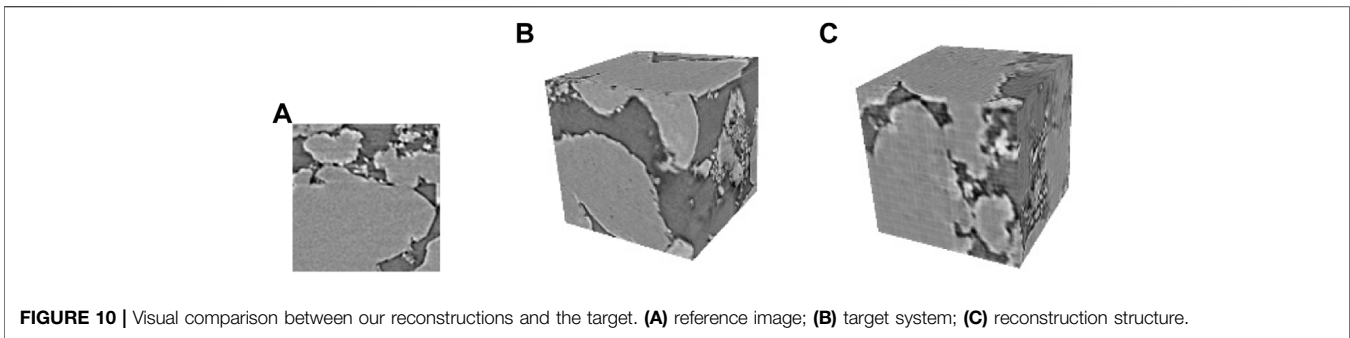 A
B
C
FIGURE 10 | Visual comparison between our reconstructions and the target. (A) reference image; (B) target system; (C) reconstruction structure.